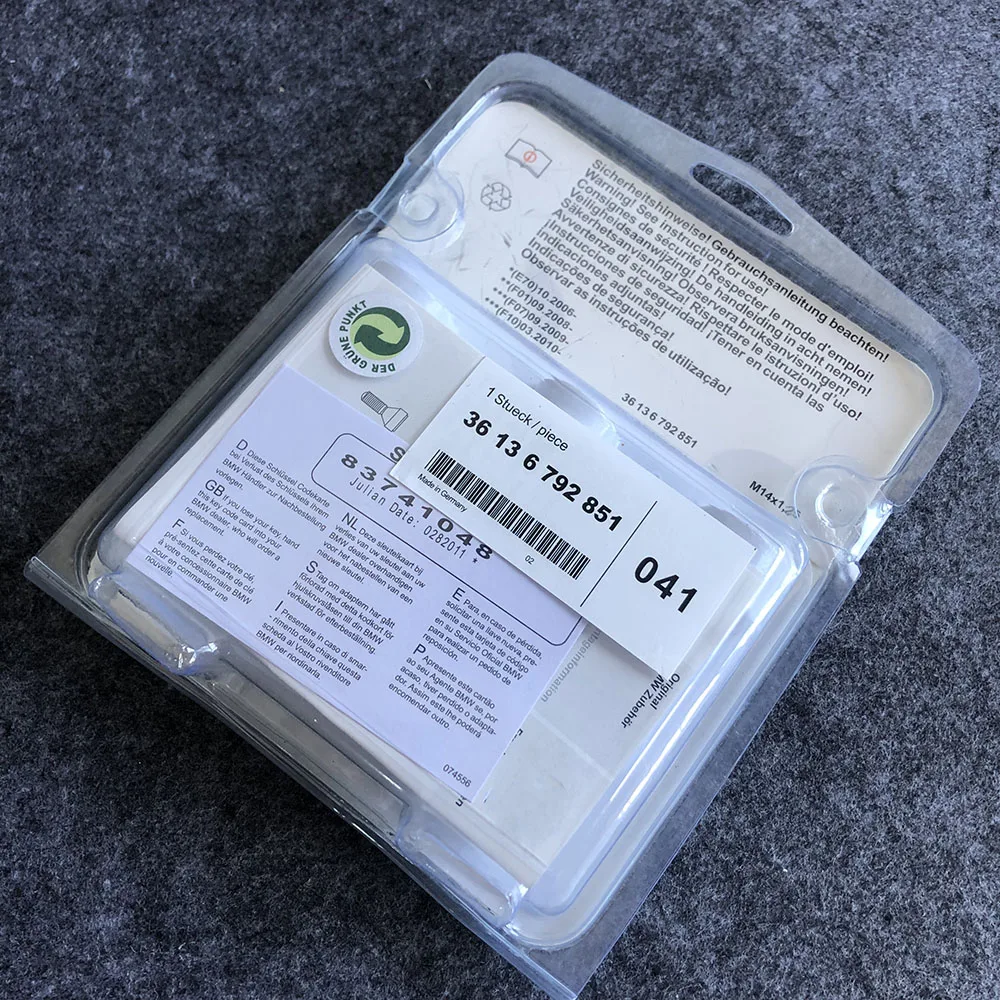 Sicherheitshinweise! Gebrauchsanleitung beachten!
Warning! See instruction for use!
Consignes de sécurité! Respecter le mode d'emploi!
Veiligheidsaanwijzing! De handleiding in acht nemen!
Säkerhetsanvisning! Observera bruksanvisningen!
Avvertenze di sicurezza! Rispettare le istruzioni d'uso!
¡Instrucciones de seguridad! ¡Tener en cuenta las
indicaciones adjuntas!
Indicações de segurança!
Observar as instruções de utilização!
*(E70)10.2006-
**(F01)09.2008-
***(F07)09.2009-
****(F10)03.2010-
36 13 6 792 851
M14x1,25
DER GRÜNE PUNKT
1 Stueck / piece
36 13 6 792 851
Made in Germany
02
041
S
83741048
Julian Date: 0282011 *
D Diese Schlüssel Codekarte
bei Verlust des Schlüssels Ihrem
BMW Händler zur Nachbestellung
vorlegen.
GB If you lose your key, hand
this key code card into your
BMW dealer, who will order a
replacement.
F Si vous perdez votre clé,
pré-sentez, cette carte de clé
à votre concessionaire BMW
pour en commander une
nouvelle.
NL Deze sleutelkaart bij
verlies van uw sleutel aan uw
BMW dealer overhandigen
voor het nabestellen van een
nieuwe sleutel.
S Tag om adaptern har gått
förlorad med detta kodkort för
hjulskruvslåsen till din BMW-
verkstad för efterbeställning.
I Presentare in caso di smar-
rimento della chiave questa
scheda al Vostro rivenditore
BMW per riordinarla.
E Para, en caso de pérdida,
solicitar una llave nueva, pre-
sente esta tarjeta de código
en su Servicio Oficial BMW
para realizar un pedido de
reposición.
P Apresente este cartão
ao seu Agente BMW se, por
acaso, tiver perdido o adapta-
dor. Assim este lhe poderá
encomendar outro.
074556
Original
Zubehör